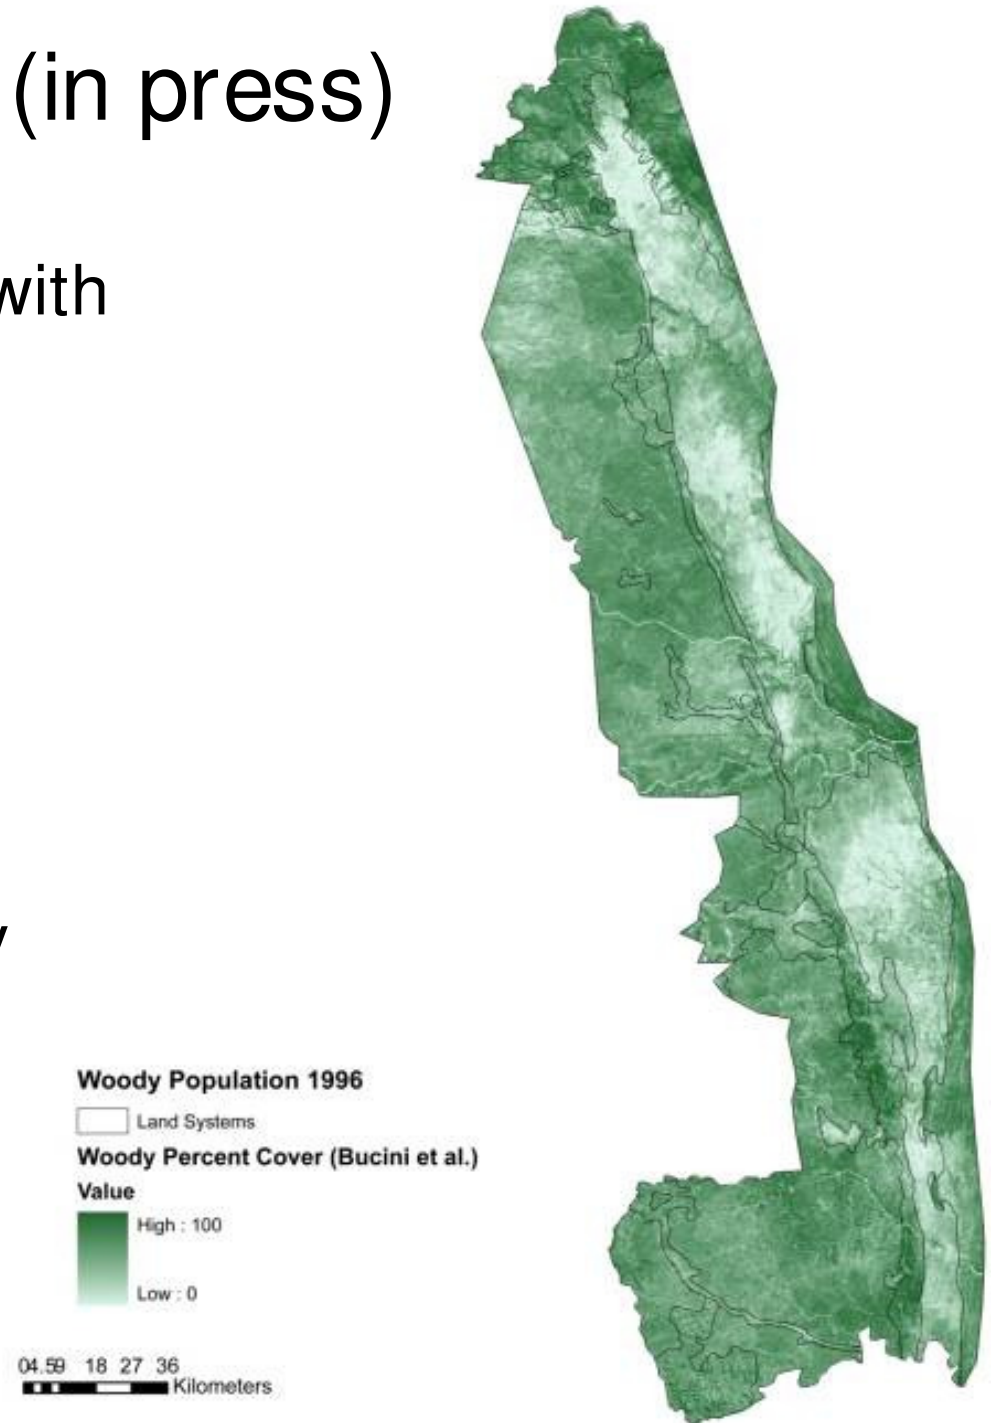 (in press)
with
y
Woody Population 1996
Land Systems
Woody Percent Cover (Bucini et al.)
Value
High : 100
Low : 0
04.59 18 27 36
Kilometers